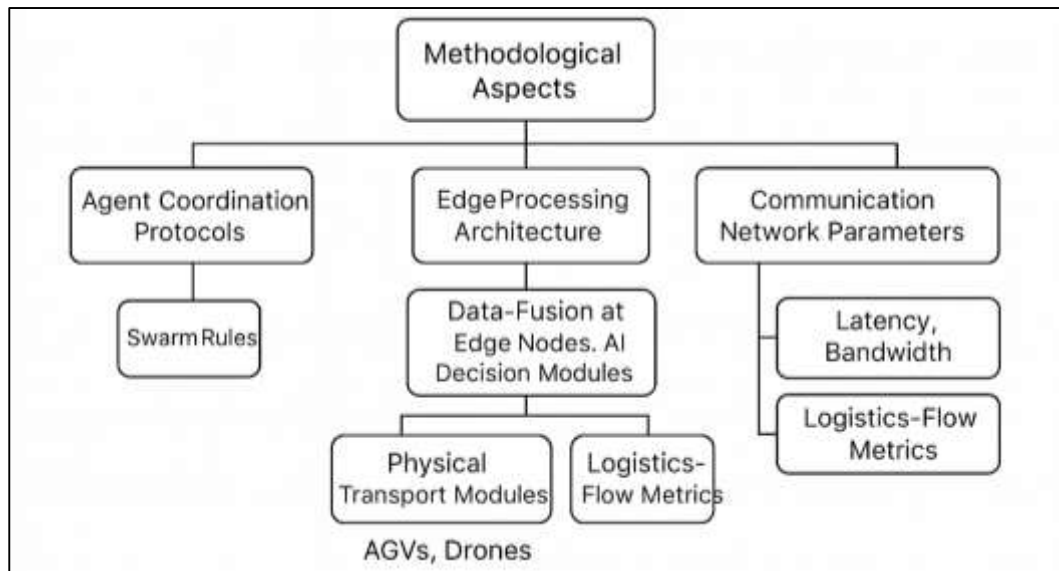 Methodological
Aspects
Agent Coordination
Protocols
Edge Processing
Architecture
Communication
Network Parameters
Swarm Rules
Data-Fusion at
Edge Nodes. AI
Decision Modules
Latency,
Bandwidth
Logistics-Flow
Metrics
Physical
Transport Modules
Logistics-
Flow Metrics
AGVs, Drones